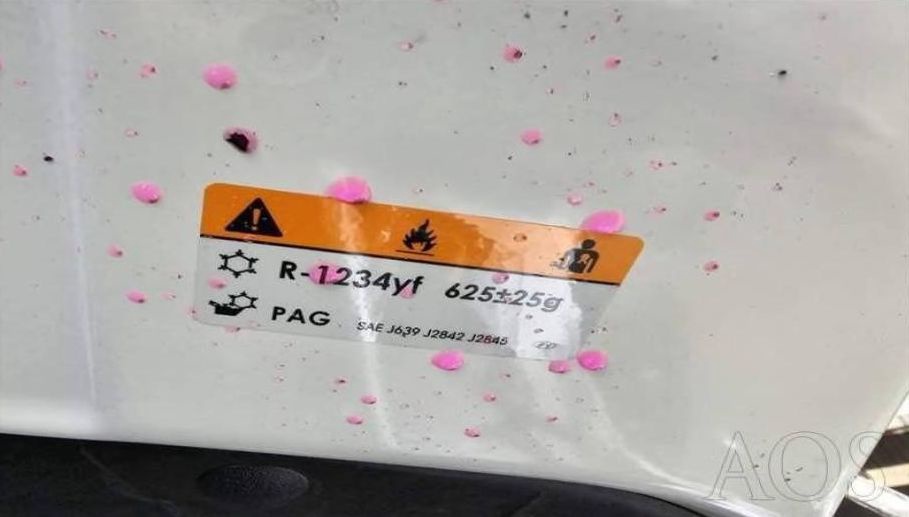 R-1234yf 625±25g
PAG SAE J639 J2842 J2845
AOS